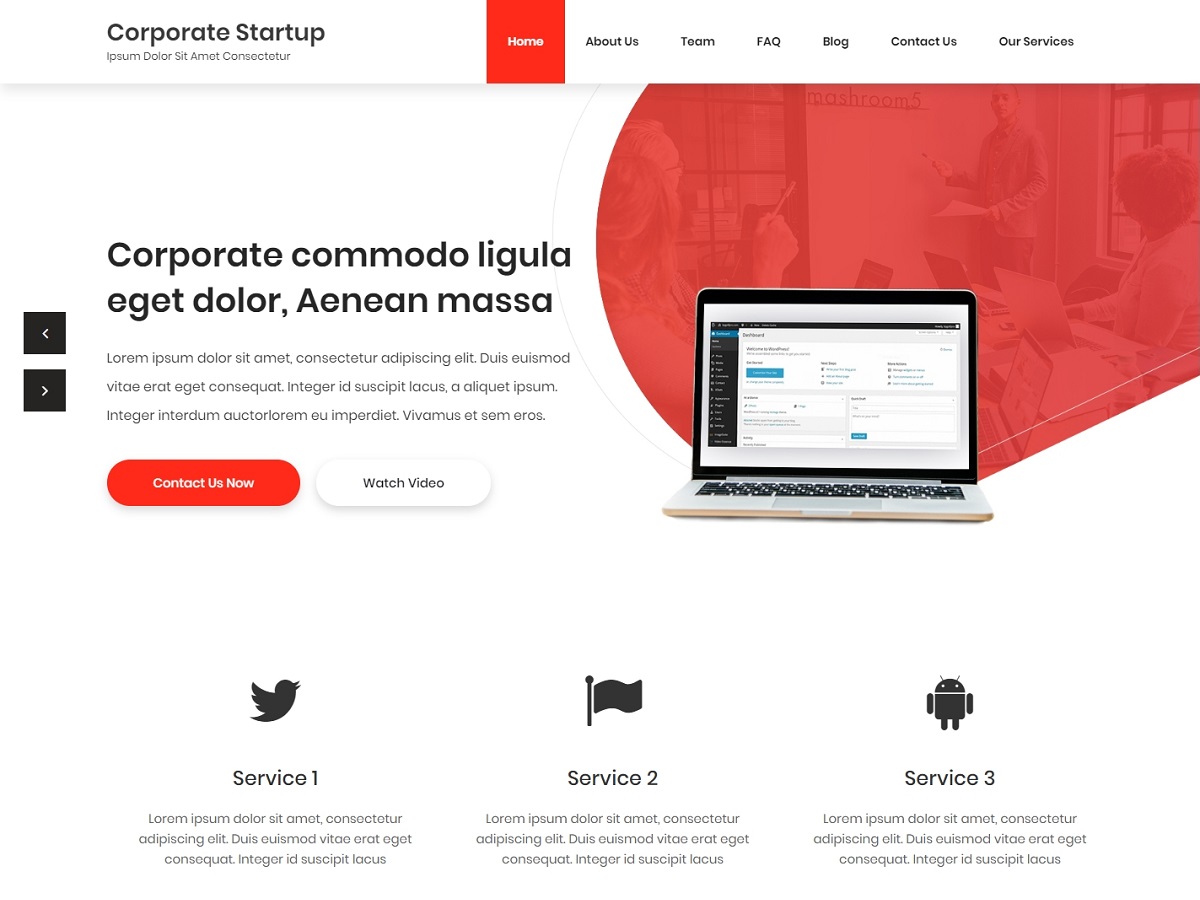 Corporate Startup
Ipsum Dolor Sit Amet Consectetur
Home About Us Team FAQ Blog Contact Us Our Services
mashroom5
Corporate commodo ligula
eget dolor, Aenean massa
Lorem ipsum dolor sit amet, consectetur adipiscing elit. Duis euismod
vitae erat eget consequat. Integer id suscipit lacus, a aliquet ipsum.
Integer interdum auctorlorem eu imperdiet. Vivamus et sem eros.
Contact Us Now Watch Video
Dashboard
Welcome to WordPress!
Service 1
Lorem ipsum dolor sit amet, consectetur
adipiscing elit. Duis euismod vitae erat eget
consequat. Integer id suscipit lacus
Service 2
Lorem ipsum dolor sit amet, consectetur
adipiscing elit. Duis euismod vitae erat eget
consequat. Integer id suscipit lacus
Service 3
Lorem ipsum dolor sit amet, consectetur
adipiscing elit. Duis euismod vitae erat eget
consequat. Integer id suscipit lacus